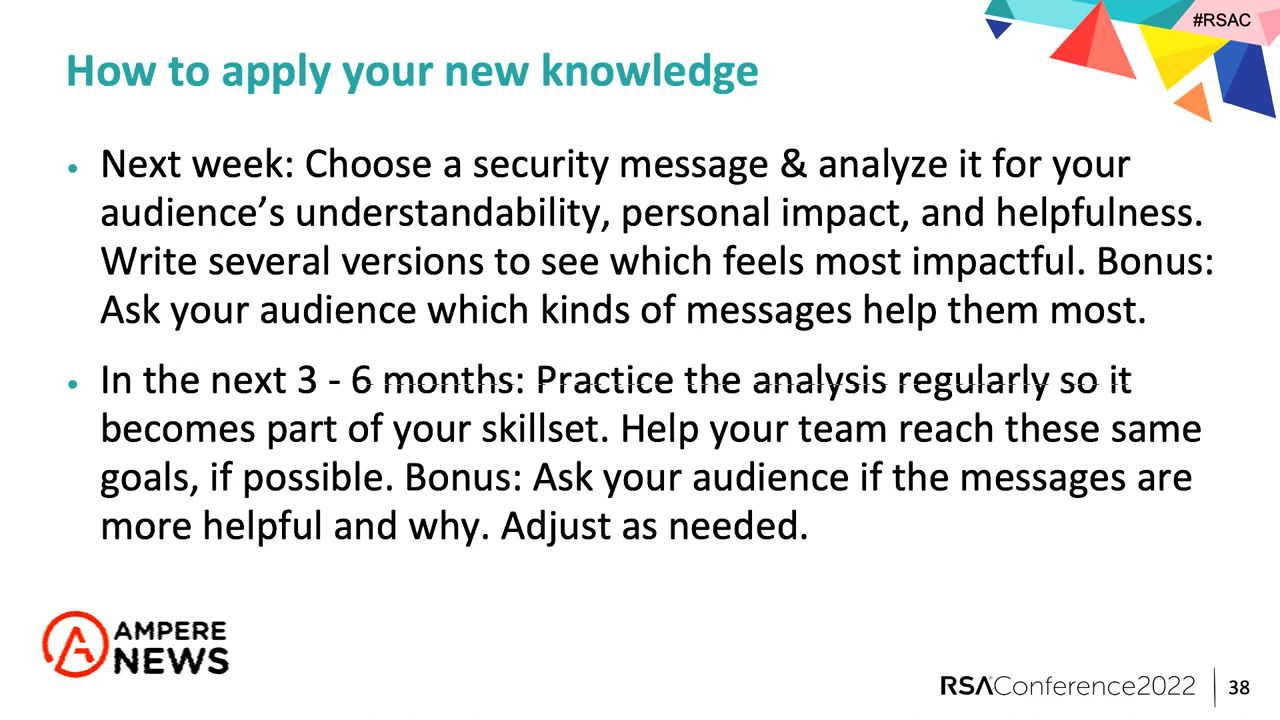 #RSAC
How to apply your new knowledge
• Next week: Choose a security message & analyze it for your
audience’s understandability, personal impact, and helpfulness.
Write several versions to see which feels most impactful. Bonus:
Ask your audience which kinds of messages help them most.
• In the next 3 - 6 months: Practice the analysis regularly so it
becomes part of your skillset. Help your team reach these same
goals, if possible. Bonus: Ask your audience if the messages are
more helpful and why. Adjust as needed.
AMPERE
NEWS
RSAConference2022
38